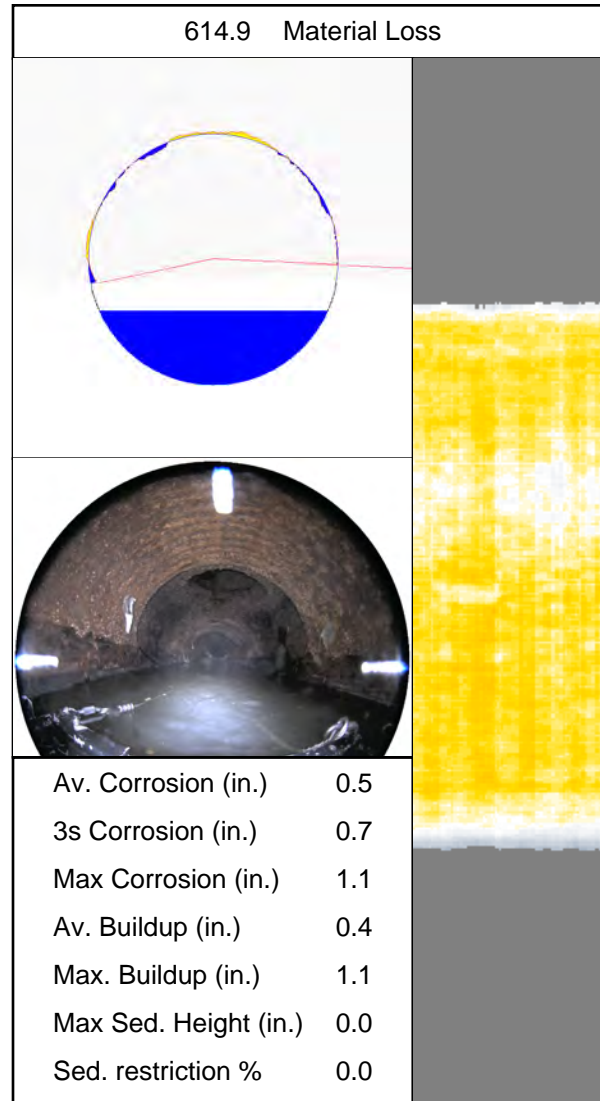 614.9 Material Loss
Av. Corrosion (in.) 0.5
3s Corrosion (in.) 0.7
Max Corrosion (in.) 1.1
Av. Buildup (in.) 0.4
Max. Buildup (in.) 1.1
Max Sed. Height (in.) 0.0
Sed. restriction % 0.0